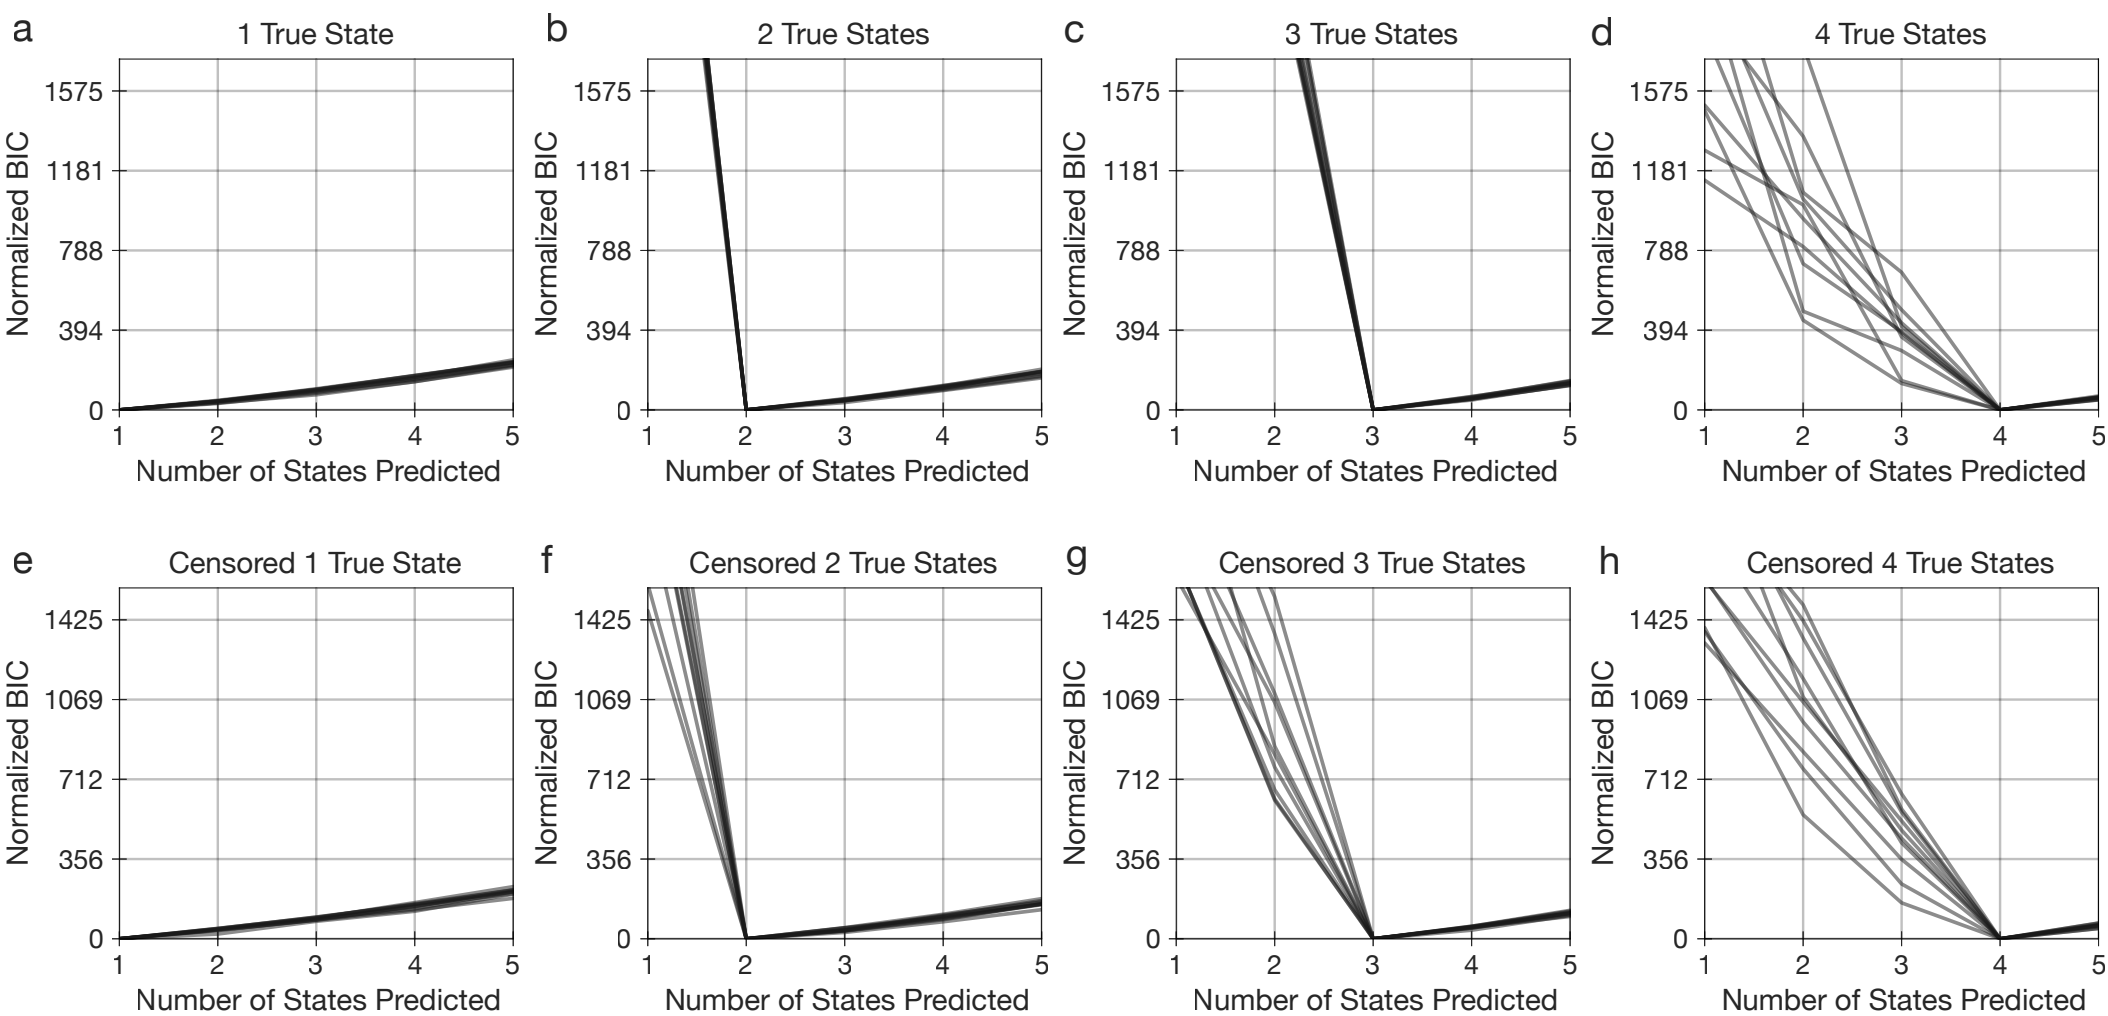 a
1 True State
Normalized BIC
1575
1181
788
394
0
1 2 3 4 5
Number of States Predicted
b
2 True States
Normalized BIC
1575
1181
788
394
0
1 2 3 4 5
Number of States Predicted
c
3 True States
Normalized BIC
1575
1181
788
394
0
1 2 3 4 5
Number of States Predicted
d
4 True States
Normalized BIC
1575
1181
788
394
0
1 2 3 4 5
Number of States Predicted
e
Censored 1 True State
Normalized BIC
1425
1069
712
356
0
1 2 3 4 5
Number of States Predicted
f
Censored 2 True States
Normalized BIC
1425
1069
712
356
0
1 2 3 4 5
Number of States Predicted
g
Censored 3 True States
Normalized BIC
1425
1069
712
356
0
1 2 3 4 5
Number of States Predicted
h
Censored 4 True States
Normalized BIC
1425
1069
712
356
0
1 2 3 4 5
Number of States Predicted